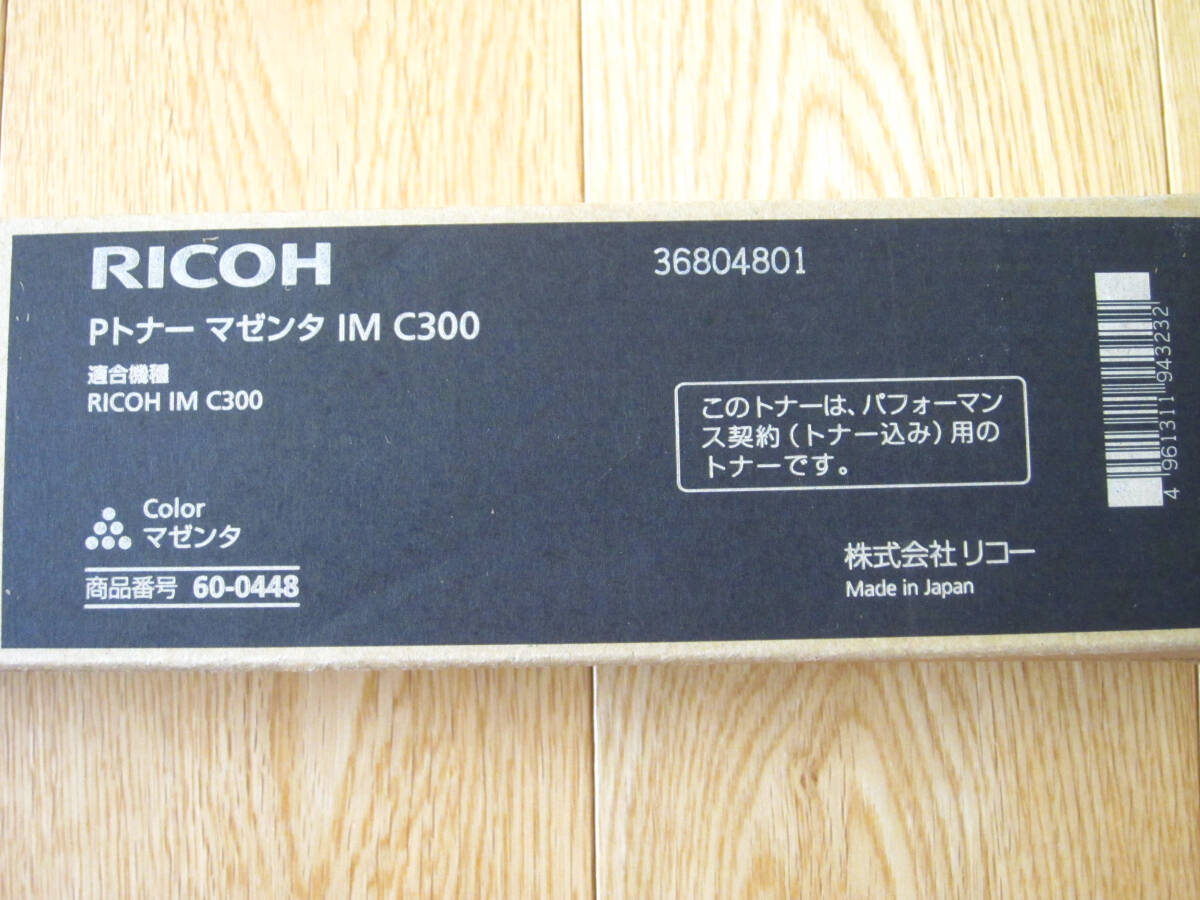 RICOH
36804801
Pトナー マゼンタ IM C300
適合機種
RICOH IM C300
このトナーは、パフォーマン
ス契約(トナー込み)用の
トナーです。
Color
マゼンタ
商品番号 60-0448
株式会社リコー
Made in Japan
4 961311 943232